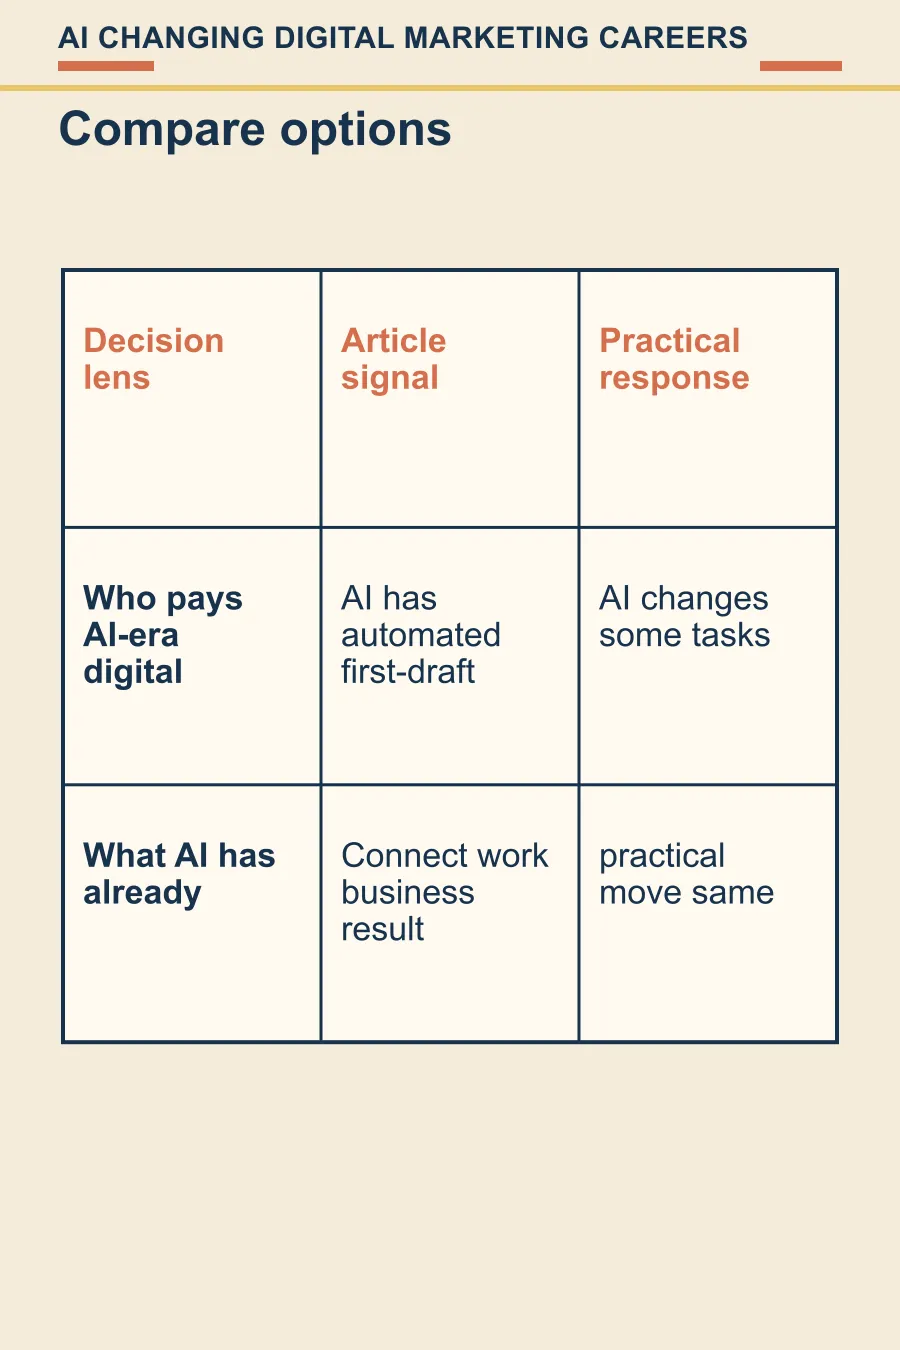 AI CHANGING DIGITAL MARKETING CAREERS
Compare options
Decision
lens
Article
signal
Practical
response
Who pays
AI-era
digital
AI has
automated
first-draft
AI changes
some tasks
What AI has
already
Connect work
business
result
practical
move same